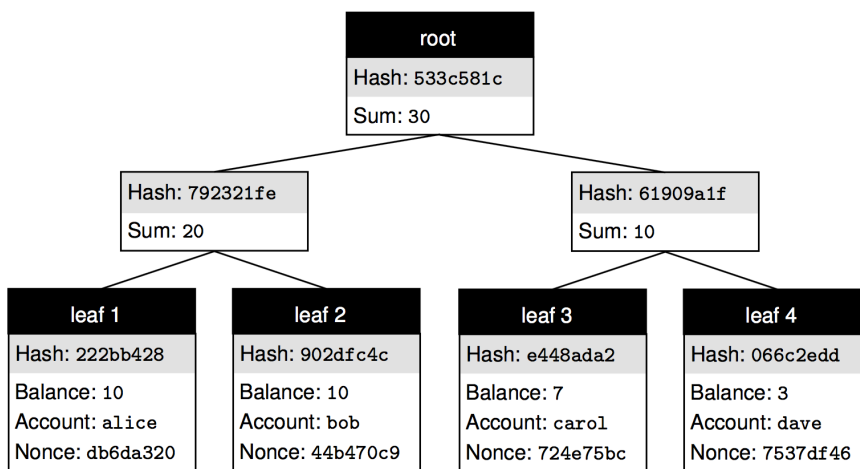 root
Hash: 533c581c
Sum: 30
Hash: 792321fe
Sum: 20
Hash: 61909a1f
Sum: 10
leaf 1
Hash: 222bb428
Balance: 10
Account: alice
Nonce: db6da320
leaf 2
Hash: 902dfc4c
Balance: 10
Account: bob
Nonce: 44b470c9
leaf 3
Hash: e448ada2
Balance: 7
Account: carol
Nonce: 724e75bc
leaf 4
Hash: 066c2edd
Balance: 3
Account: dave
Nonce: 7537df46